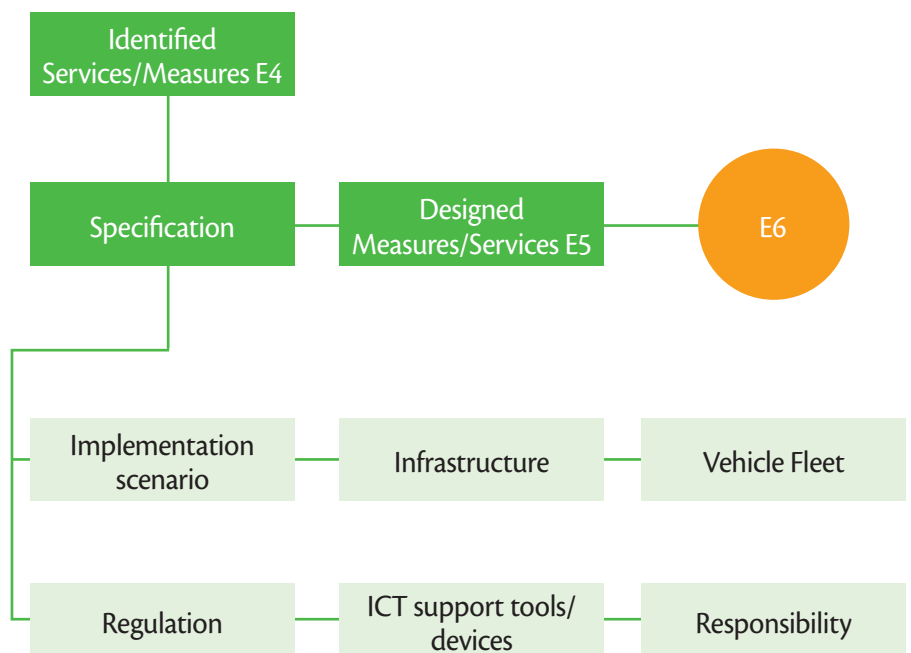 Identified
Services/Measures E4
Specification
Designed
Measures/Services E5
E6
Implementation
scenario
Infrastructure
Vehicle Fleet
Regulation
ICT support tools/
devices
Responsibility